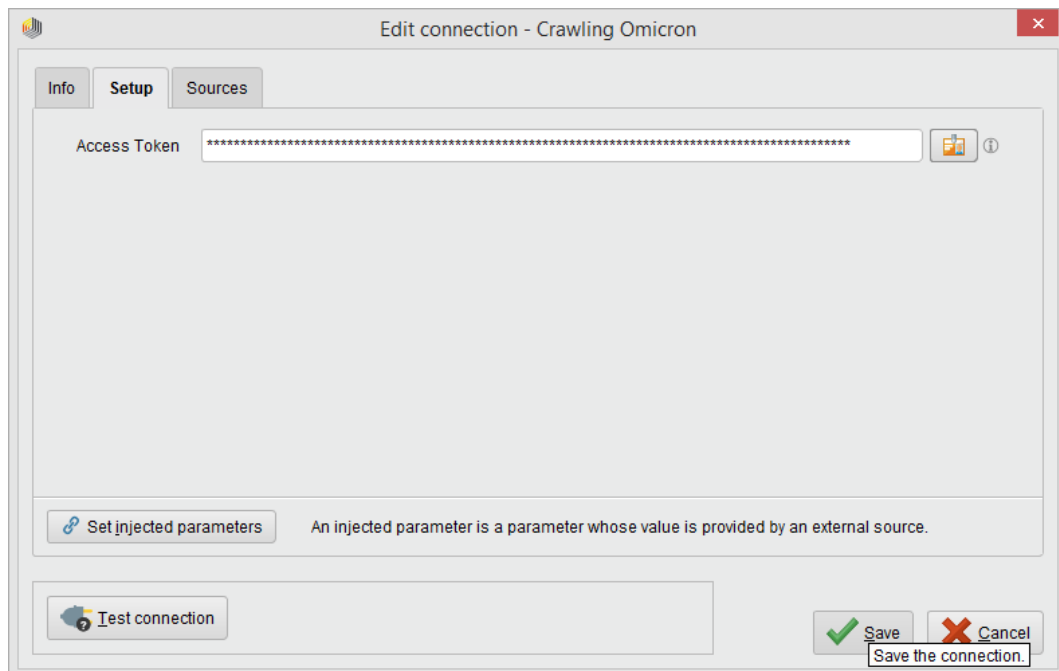 Edit connection - Crawling Omicron
Info Setup Sources
Access Token *************************************************************************************************
Set injected parameters An injected parameter is a parameter whose value is provided by an external source.
Test connection
Save Cancel
Save the connection.